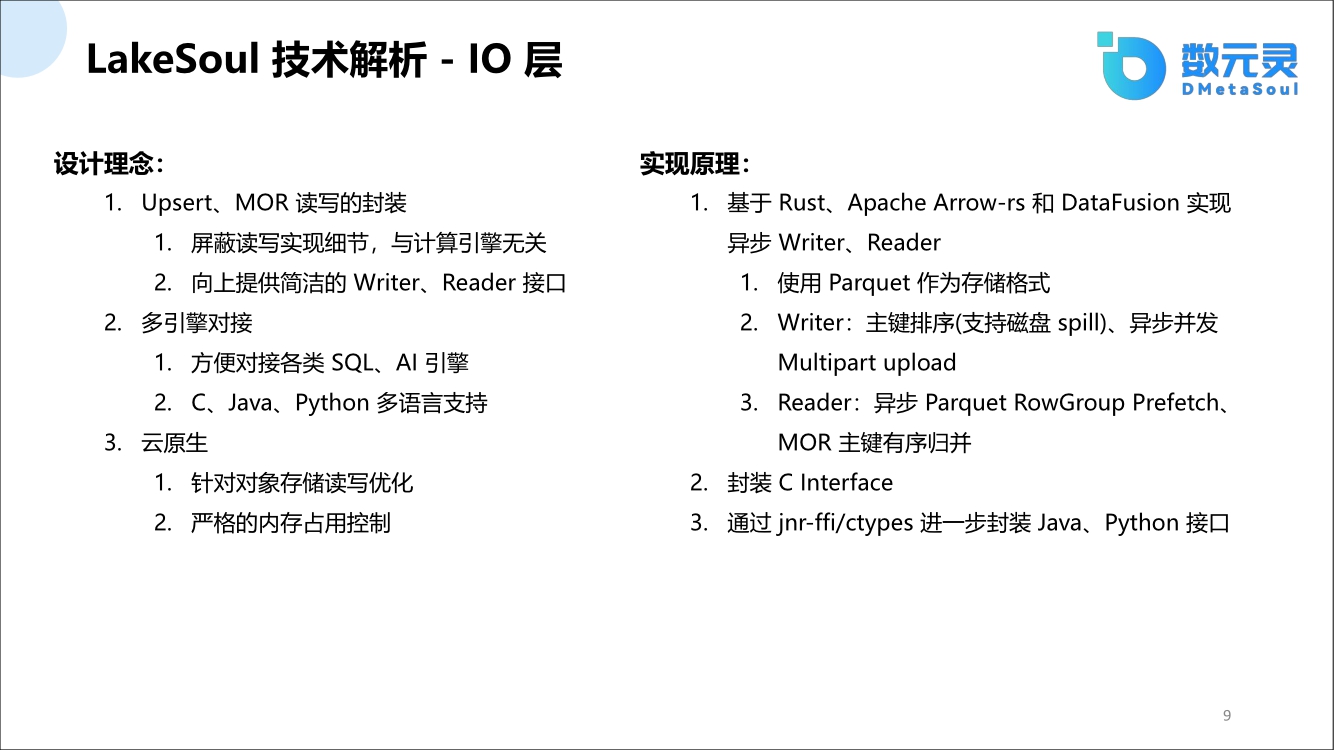 LakeSoul 技术解析 - IO 层
数元灵
DMetaSoul
设计理念：
1. Upsert、MOR 读写的封装
1. 屏蔽读写实现细节，与计算引擎无关
2. 向上提供简洁的 Writer、Reader 接口
2. 多引擎对接
1. 方便对接各类 SQL、AI 引擎
2. C、Java、Python 多语言支持
3. 云原生
1. 针对对象存储读写优化
2. 严格的内存占用控制
实现原理：
1. 基于 Rust、Apache Arrow-rs 和 DataFusion 实现
异步 Writer、Reader
1. 使用 Parquet 作为存储格式
2. Writer：主键排序(支持磁盘 spill)、异步并发
Multipart upload
3. Reader：异步 Parquet RowGroup Prefetch、
MOR 主键有序归并
2. 封装 C Interface
3. 通过 jnr-ffi/ctypes 进一步封装 Java、Python 接口
9